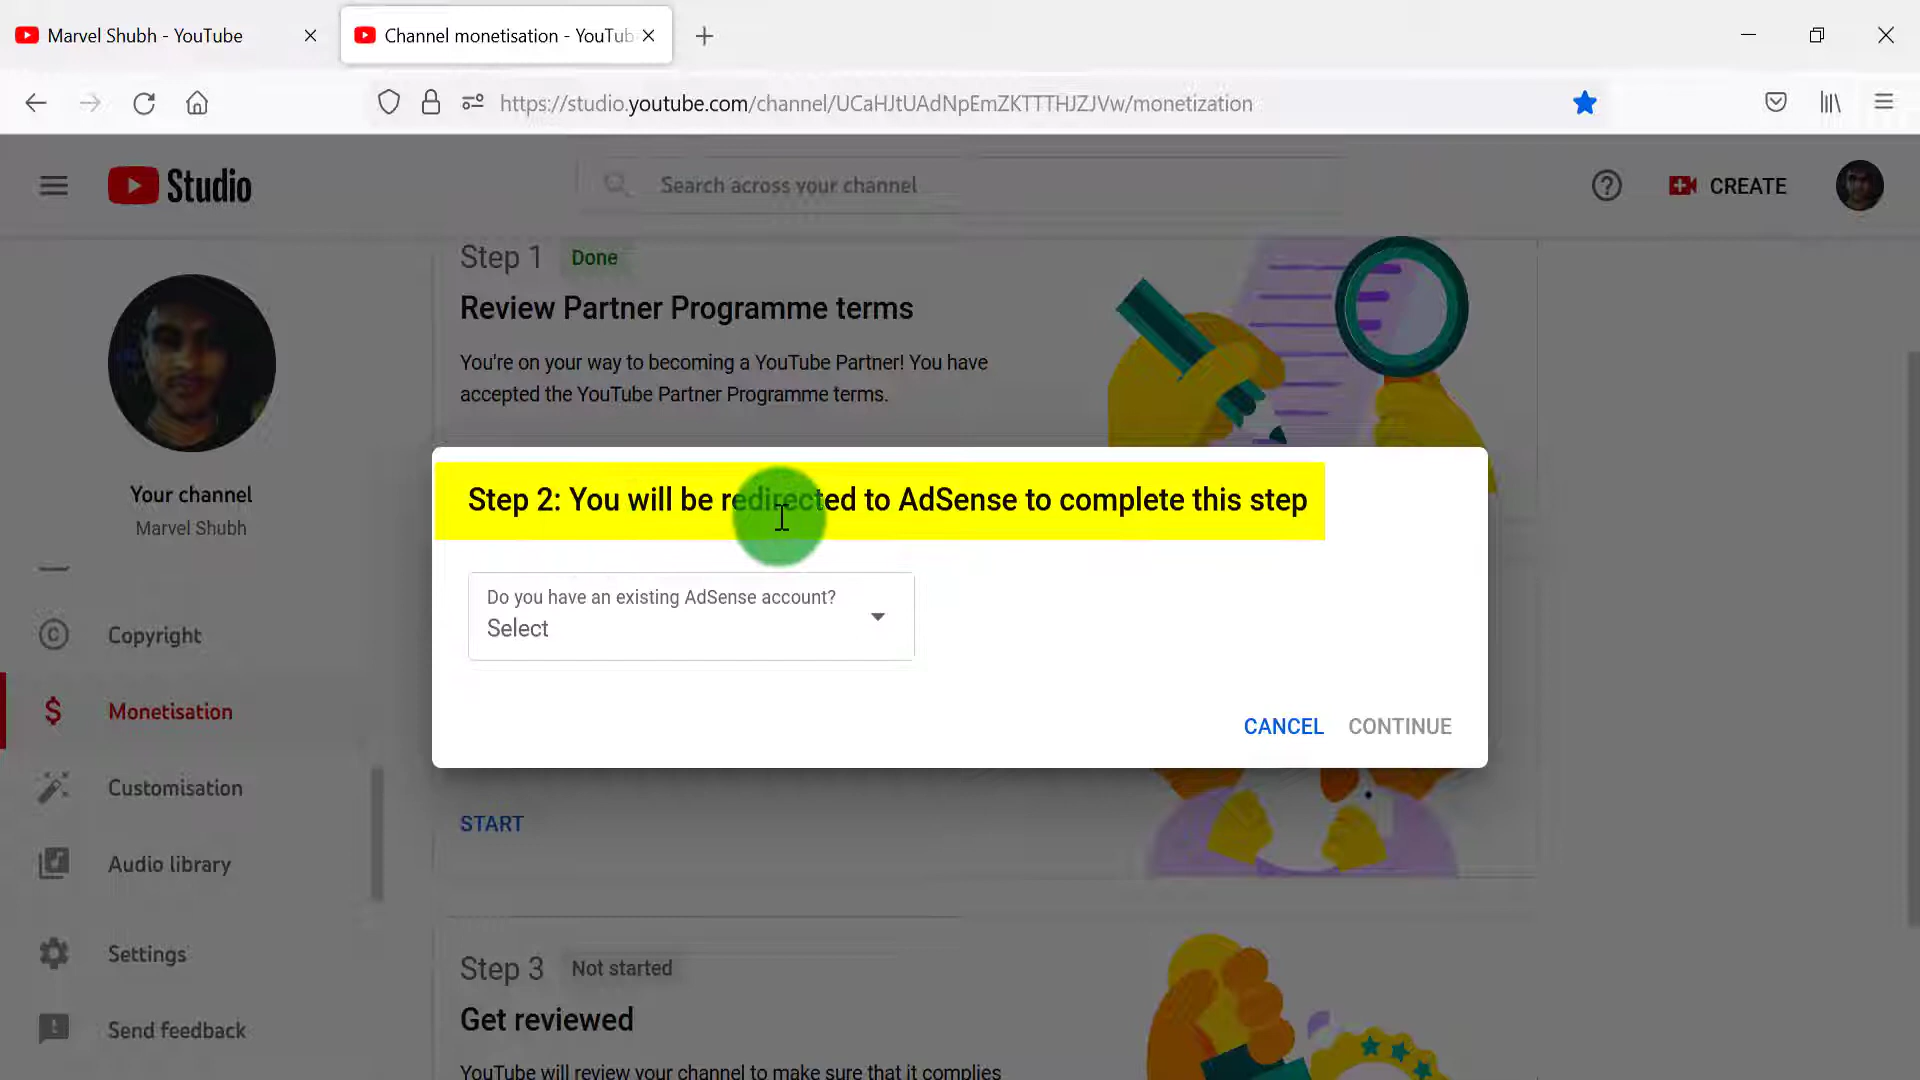 Marvel Shubh - YouTube
Channel monetisation - YouTub
https://studio.youtube.com/channel/UCaHJtUAdNpEmZKTTTHJZJVw/monetization
Studio
Search across your channel
CREATE
Your channel
Marvel Shubh
Copyright
Monetisation
Customisation
Audio library
Settings
Send feedback
Step 1 Done
Review Partner Programme terms
You're on your way to becoming a YouTube Partner! You have
accepted the YouTube Partner Programme terms.
Step 2: You will be redirected to AdSense to complete this step
Do you have an existing AdSense account?
Select
CANCEL CONTINUE
START
Step 3 Not started
Get reviewed
YouTube will review your channel to make sure that it complies